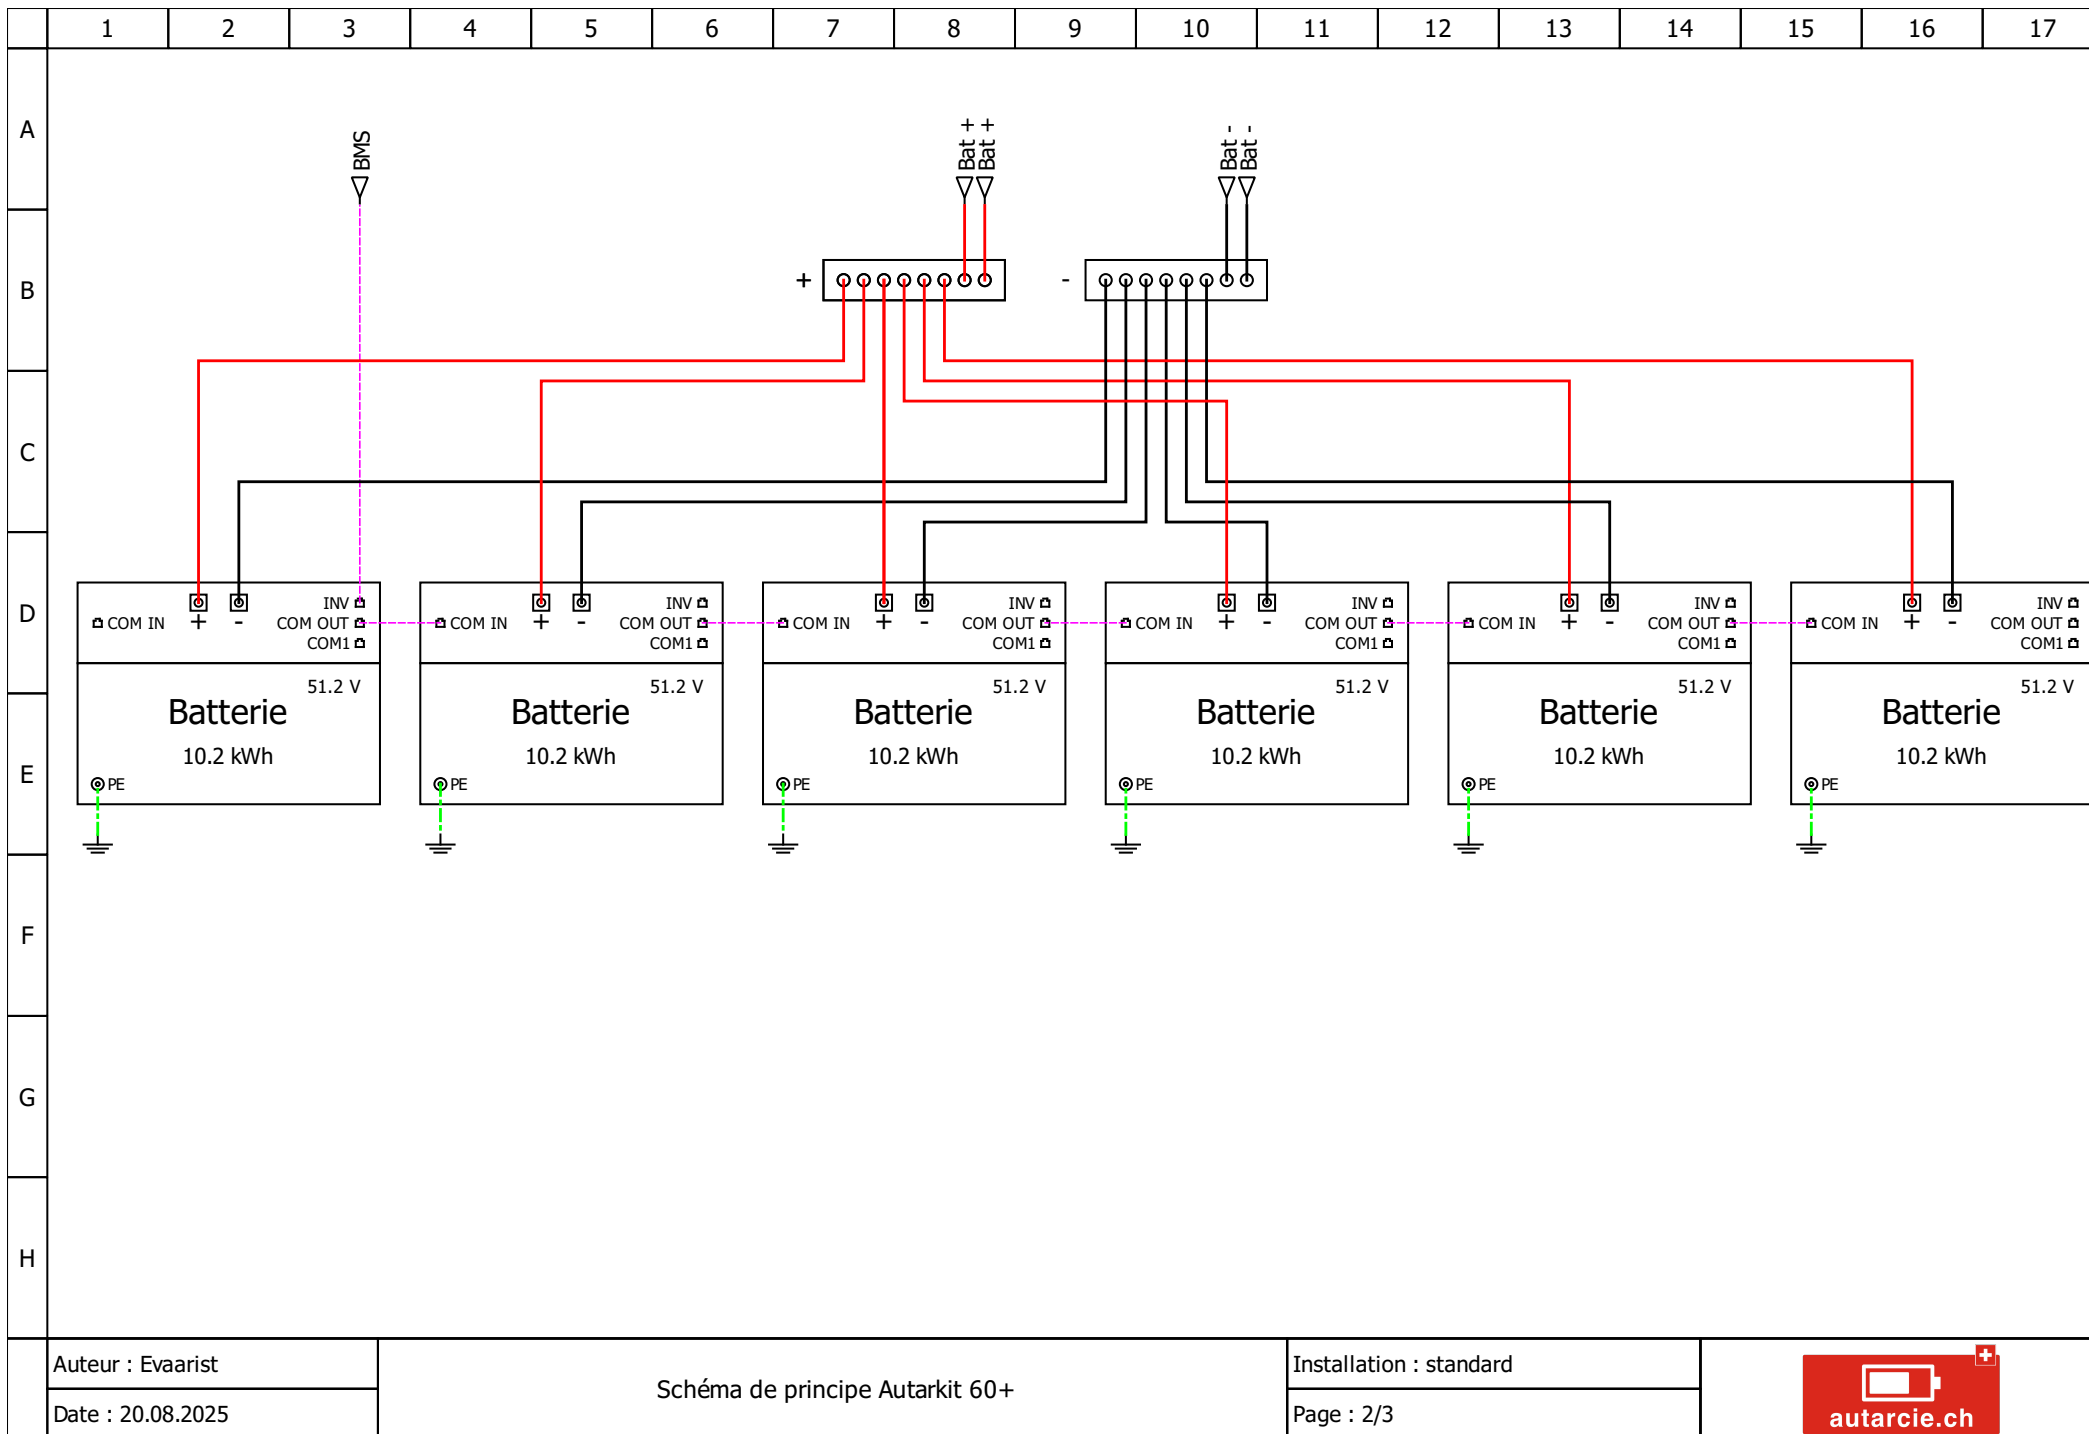 1 2 3 4 5 6 7 8 9 10 11 12 13 14 15 16 17
A
BMS
Bat +
Bat +
Bat -
Bat -
B
+
-
C
D
COM IN + - INV COM OUT COM1
COM IN + - INV COM OUT COM1
COM IN + - INV COM OUT COM1
COM IN + - INV COM OUT COM1
COM IN + - INV COM OUT COM1
COM IN + - INV COM OUT COM1
51.2 V 51.2 V 51.2 V 51.2 V 51.2 V 51.2 V
Batterie Batterie Batterie Batterie Batterie Batterie
10.2 kWh 10.2 kWh 10.2 kWh 10.2 kWh 10.2 kWh 10.2 kWh
E
PE PE PE PE PE PE
F
G
H
Auteur : Evaarist
Date : 20.08.2025
Schéma de principe Autarkit 60+
Installation : standard
Page : 2/3
autarcie.ch